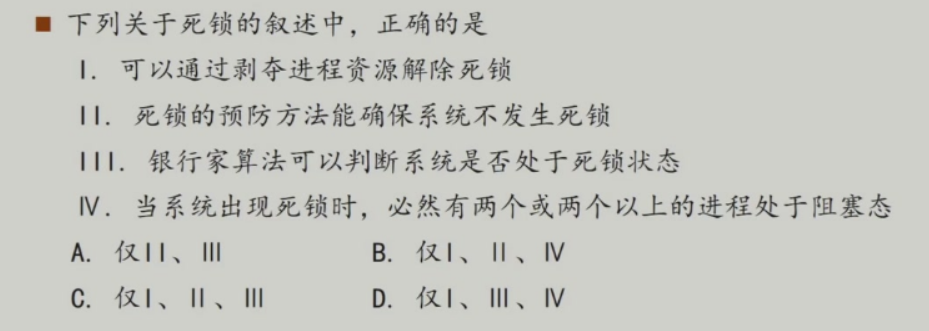 ■ 下列关于死锁的叙述中，正确的是
I. 可以通过剥夺进程资源解除死锁
II. 死锁的预防方法能确保系统不发生死锁
III. 银行家算法可以判断系统是否处于死锁状态
IV. 当系统出现死锁时，必然有两个或两个以上的进程处于阻塞态
A. 仅II、III B. 仅I、II、IV
C. 仅I、II、III D. 仅I、III、IV